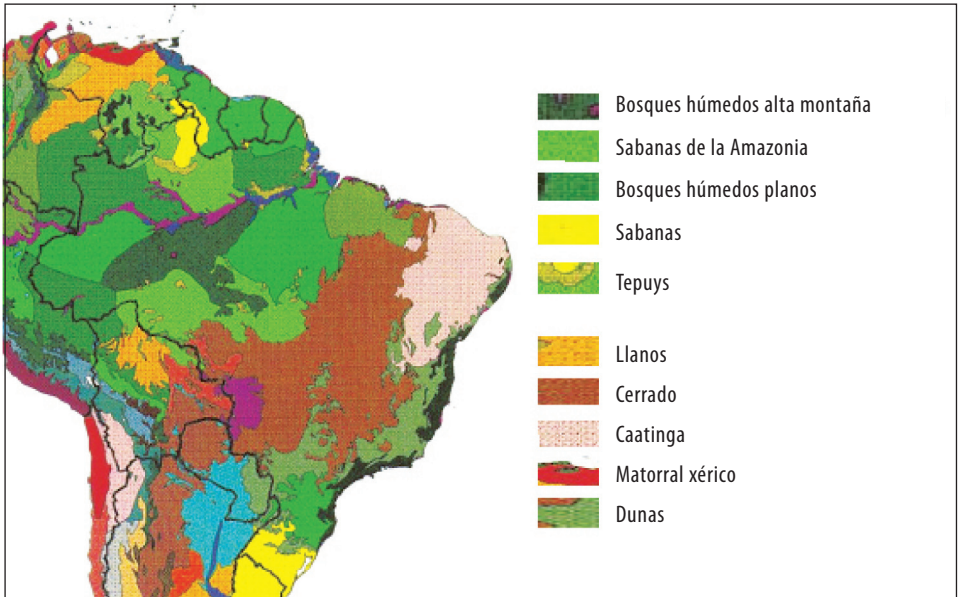 Bosques húmedos alta montaña
Sabanas de la Amazonia
Bosques húmedos planos
Sabanas
Tepuys
Llanos
Cerrado
Caatinga
Matorral xérico
Dunas